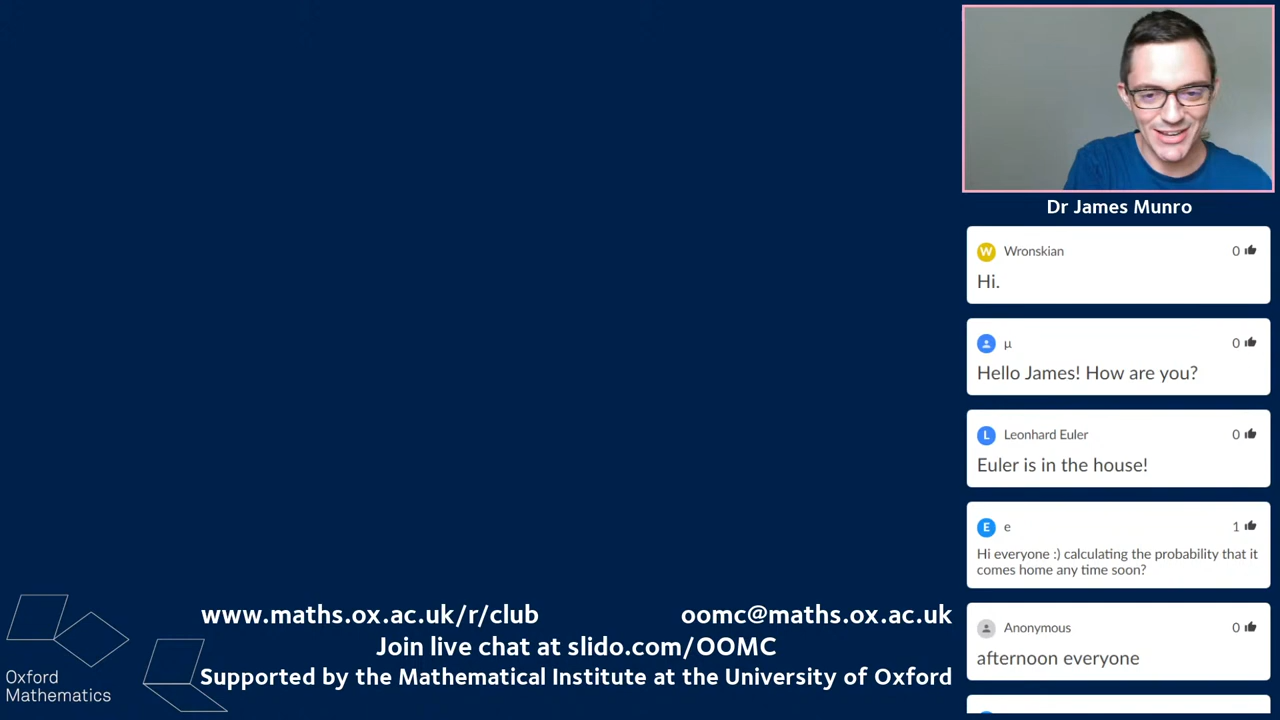 Dr James Munro
W Wronskian 0
Hi.
μ 0
Hello James! How are you?
L Leonhard Euler 0
Euler is in the house!
E e 1
Hi everyone :) calculating the probability that it
comes home any time soon?
Anonymous 0
afternoon everyone
www.maths.ox.ac.uk/r/club oomc@maths.ox.ac.uk
Join live chat at slido.com/OOMC
Supported by the Mathematical Institute at the University of Oxford
Oxford
Mathematics